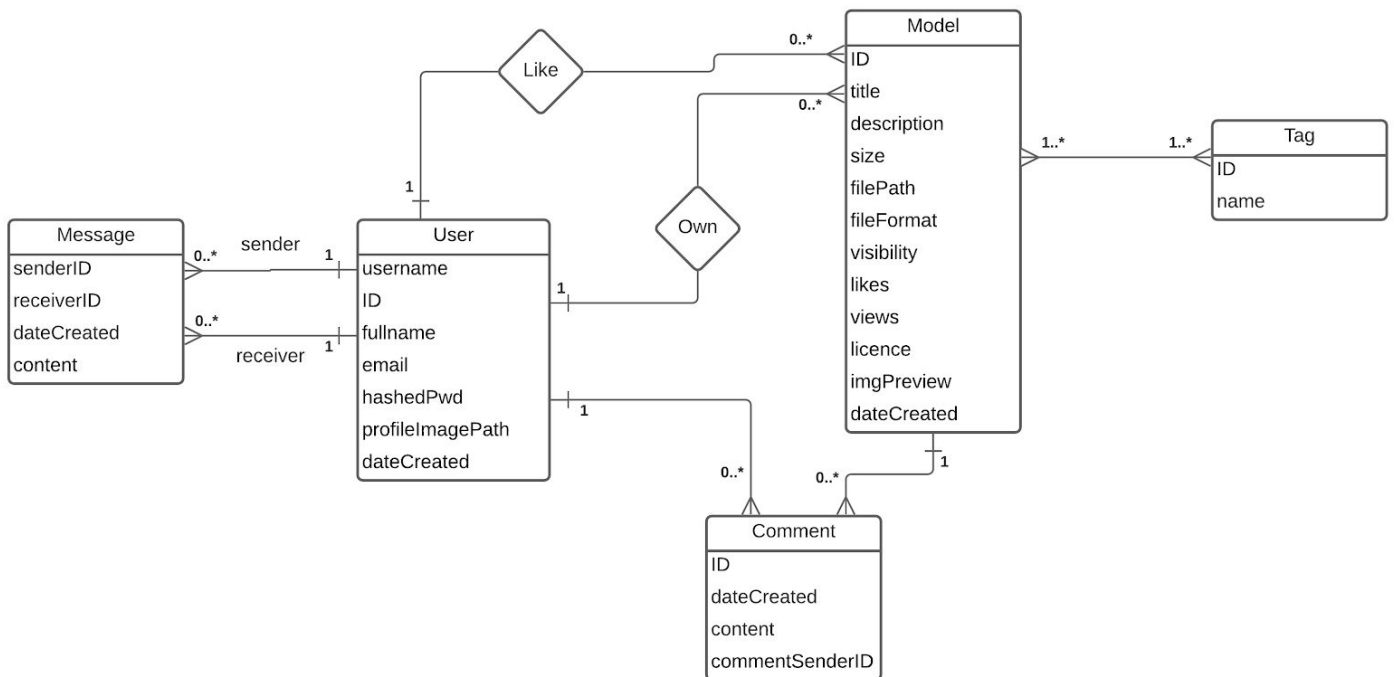 Model
0..*
Like
ID
title
0..*
description
size
filePath
fileFormat
visibility
likes
views
licence
imgPreview
dateCreated
1..*
1..*
Tag
ID
name
1
Own
Message
senderID
receiverID
dateCreated
content
0..*
sender
1
0..*
receiver
1
User
username
ID
fullname
email
hashedPwd
profileImagePath
dateCreated
1
1
0..*
0..*
1
Comment
ID
dateCreated
content
commentSenderID